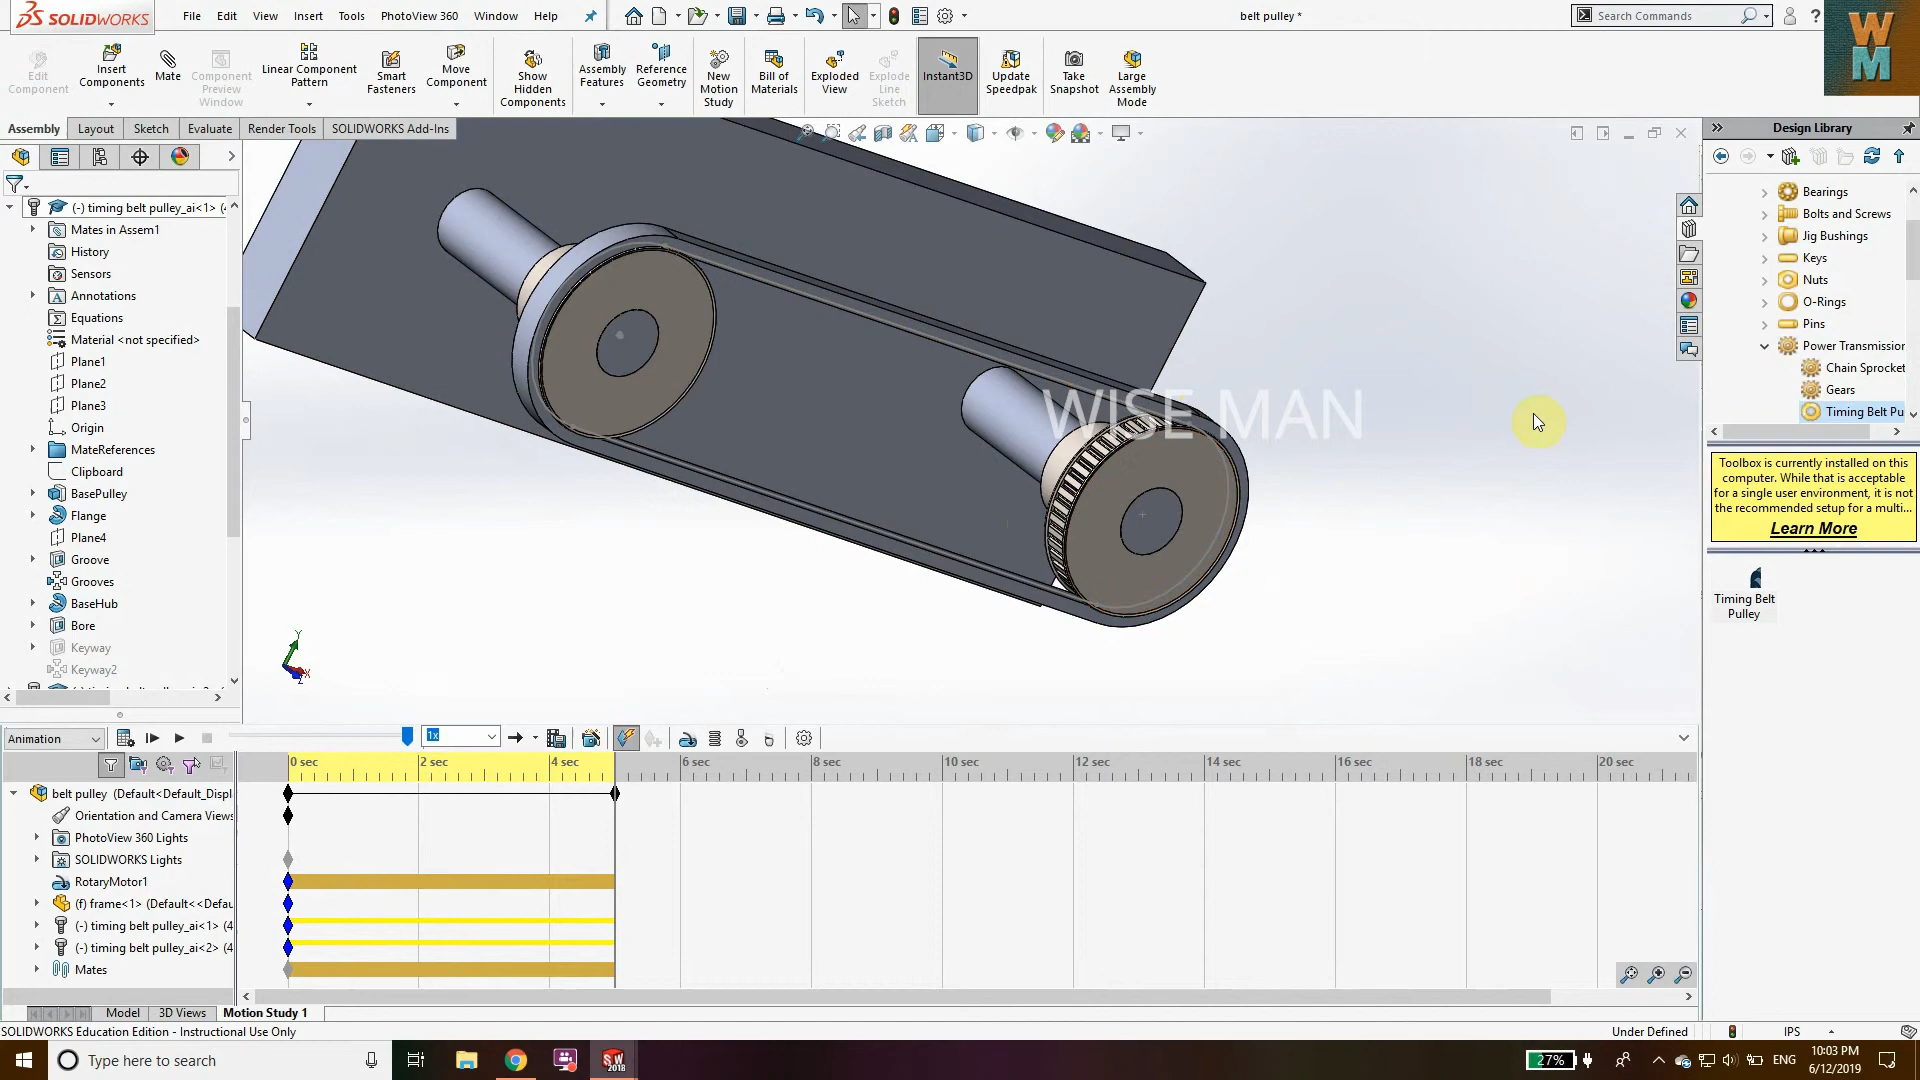 SOLIDWORKS File Edit View Insert Tools PhotoView 360 Window Help belt pulley * Search Commands
WM
Edit Component Insert Components Mate Component Preview Window Linear Component Pattern Smart Fasteners Move Component Show Hidden Components Assembly Features Reference Geometry New Motion Study Bill of Materials Exploded View Explode Line Sketch Instant3D Update Speedpak Take Snapshot Large Assembly Mode
Assembly Layout Sketch Evaluate Render Tools SOLIDWORKS Add-Ins
Design Library
(-) timing belt pulley_ai<1> (
Mates in Assem1
History
Sensors
Annotations
Equations
Material <not specified>
Plane1
Plane2
Plane3
Origin
MateReferences
Clipboard
BasePulley
Flange
Plane4
Groove
Grooves
BaseHub
Bore
Keyway
Keyway2
WISE MAN
Y
X
Z
Bearings
Bolts and Screws
Jig Bushings
Keys
Nuts
O-Rings
Pins
Power Transmission
Chain Sprocket
Gears
Timing Belt Pu
Toolbox is currently installed on this
computer. While that is acceptable
for a single user environment, it is not
the recommended setup for a multi...
Learn More
Timing Belt
Pulley
Animation 1x
0 sec 2 sec 4 sec 6 sec 8 sec 10 sec 12 sec 14 sec 16 sec 18 sec 20 sec
belt pulley (Default<Default_Displ
Orientation and Camera Views
PhotoView 360 Lights
SOLIDWORKS Lights
RotaryMotor1
(f) frame<1> (Default<<Defau
(-) timing belt pulley_ai<1> (4
(-) timing belt pulley_ai<2> (4
Mates
Model 3D Views Motion Study 1
SOLIDWORKS Education Edition - Instructional Use Only Under Defined IPS
Type here to search SW 2018 27% ENG 10:03 PM
6/12/2019